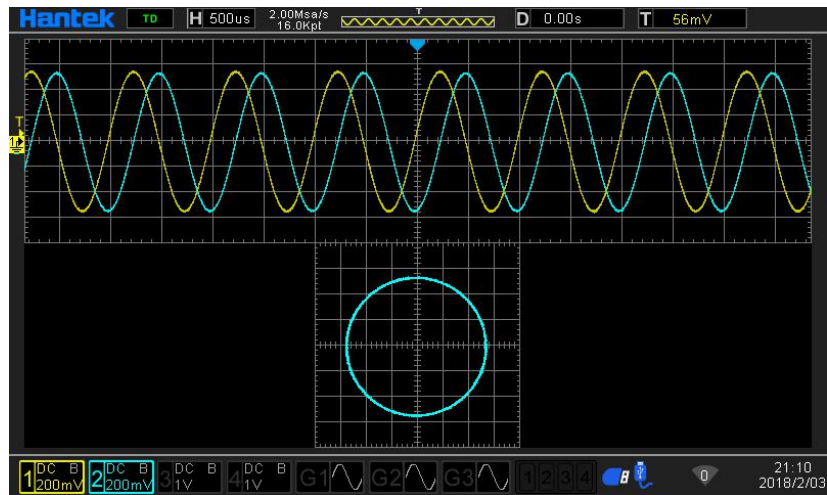 Hantek TD H 500us 2.00Msa/s 16.0Kpt T D 0.00s T 56mV
T
1
1 DC B 200mV 2 DC B 200mV 3 DC B 1V 4 DC B 1V G1 G2 G3 1 2 3 4 0 21:10
2018/2/03